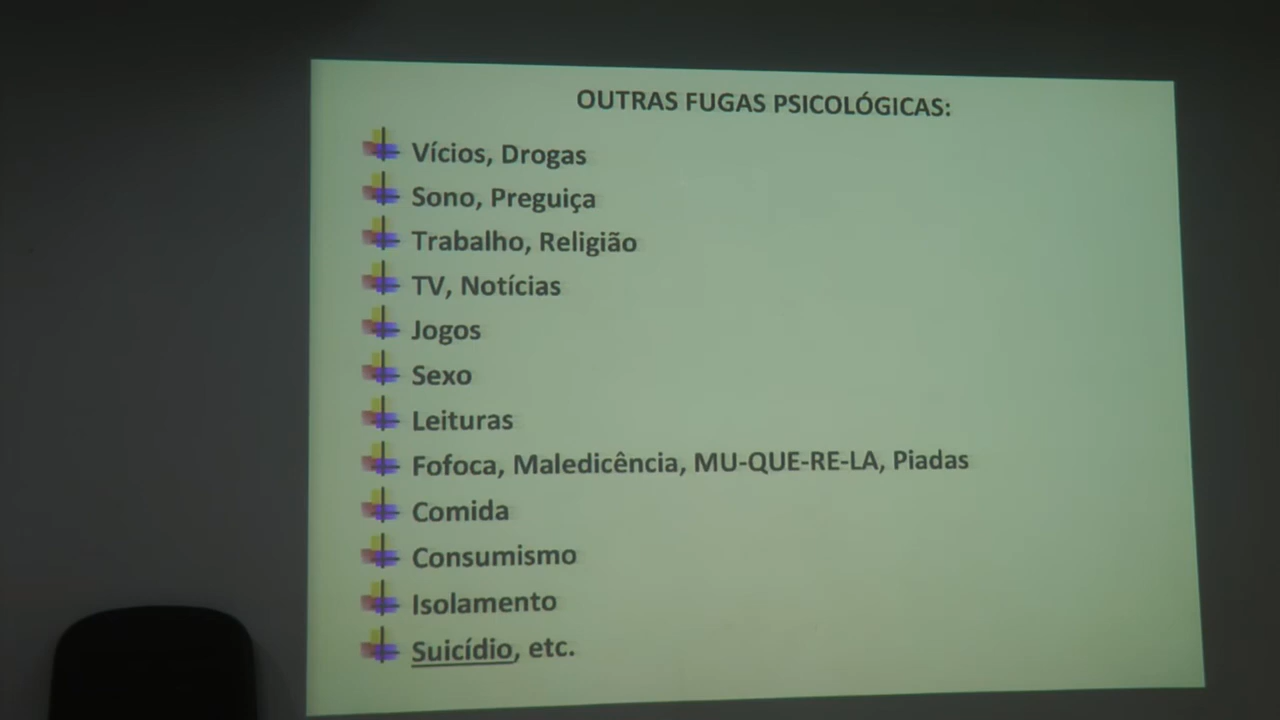 OUTRAS FUGAS PSICOLÓGICAS:
Vícios, Drogas
Sono, Preguiça
Trabalho, Religião
TV, Notícias
Jogos
Sexo
Leituras
Fofoca, Maledicência, MU-QUE-RE-LA, Piadas
Comida
Consumismo
Isolamento
Suicídio, etc.